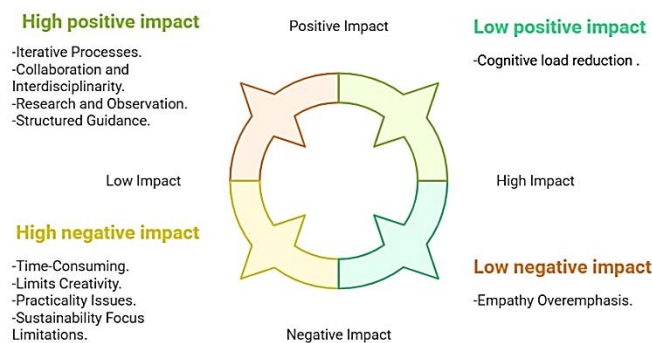 High positive impact
-Iterative Processes.
-Collaboration and
Interdisciplinarity.
-Research and Observation.
-Structured Guidance.
Positive Impact
Low positive impact
-Cognitive load reduction .
Low Impact
High Impact
High negative impact
-Time-Consuming.
-Limits Creativity.
-Practicality Issues.
-Sustainability Focus
Limitations.
Negative Impact
Low negative impact
-Empathy Overemphasis.